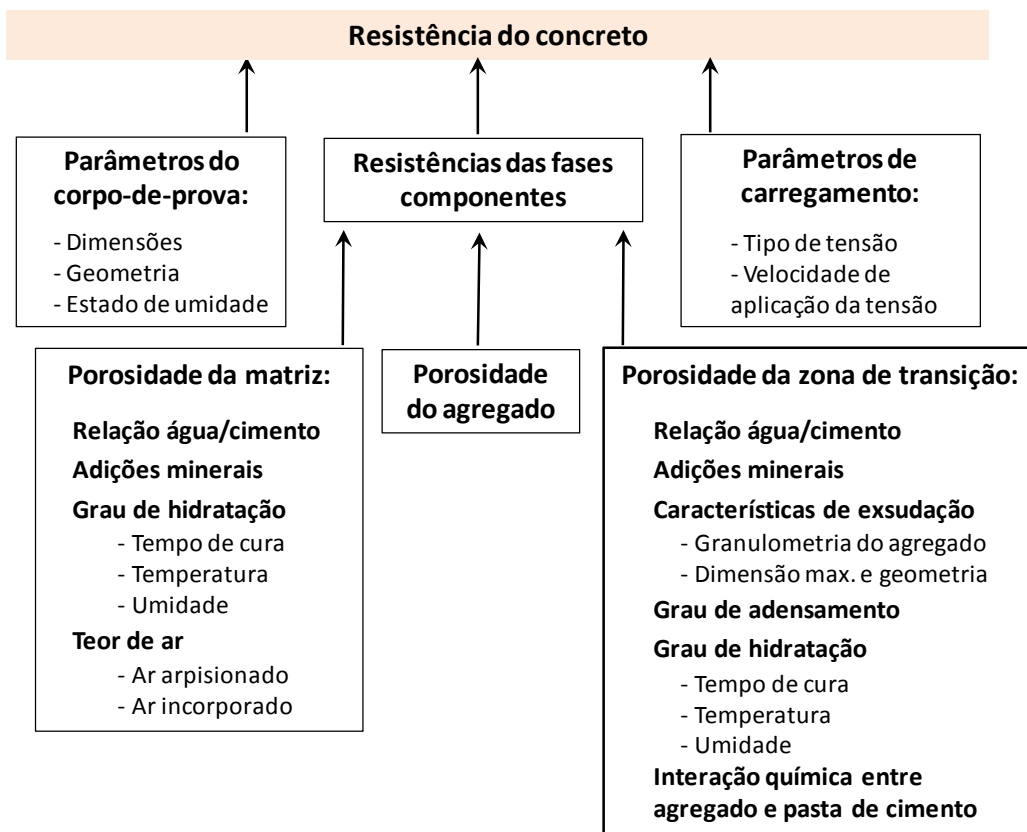 Resistência do concreto
Parâmetros do
corpo-de-prova:
- Dimensões
- Geometria
- Estado de umidade
Resistências das fases
componentes
Parâmetros de
carregamento:
- Tipo de tensão
- Velocidade de
aplicação da tensão
Porosidade da matriz:
Relação água/cimento
Adições minerais
Grau de hidratação
- Tempo de cura
- Temperatura
- Umidade
Teor de ar
- Ar arpisionado
- Ar incorporado
Porosidade
do agregado
Porosidade da zona de transição:
Relação água/cimento
Adições minerais
Características de exsudação
- Granulometria do agregado
- Dimensão max. e geometria
Grau de adensamento
Grau de hidratação
- Tempo de cura
- Temperatura
- Umidade
Interação química entre
agregado e pasta de cimento